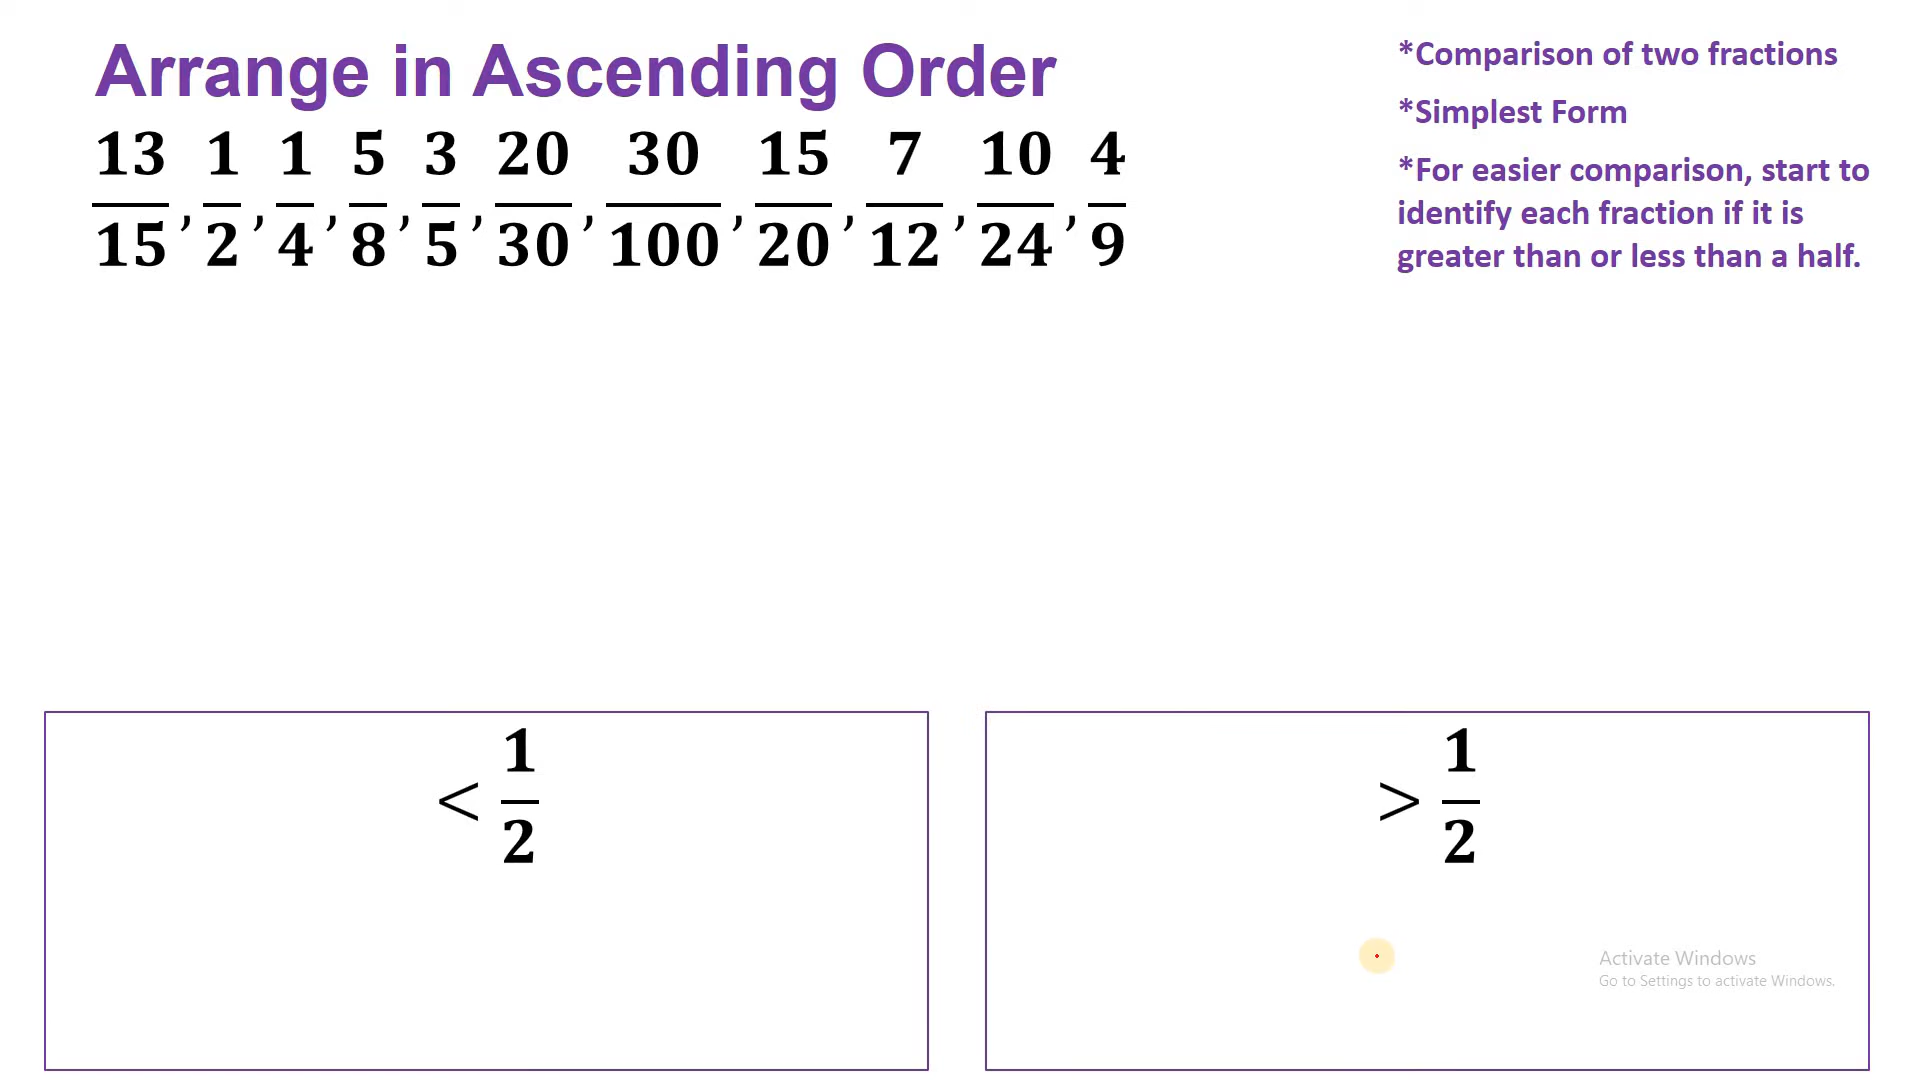 Arrange in Ascending Order
13/15, 1/2, 1/4, 5/8, 3/5, 20/30, 30/100, 15/20, 7/12, 10/24, 4/9
*Comparison of two fractions
*Simplest Form
*For easier comparison, start to
identify each fraction if it is
greater than or less than a half.
< 1/2
> 1/2
Activate Windows
Go to Settings to activate Windows.